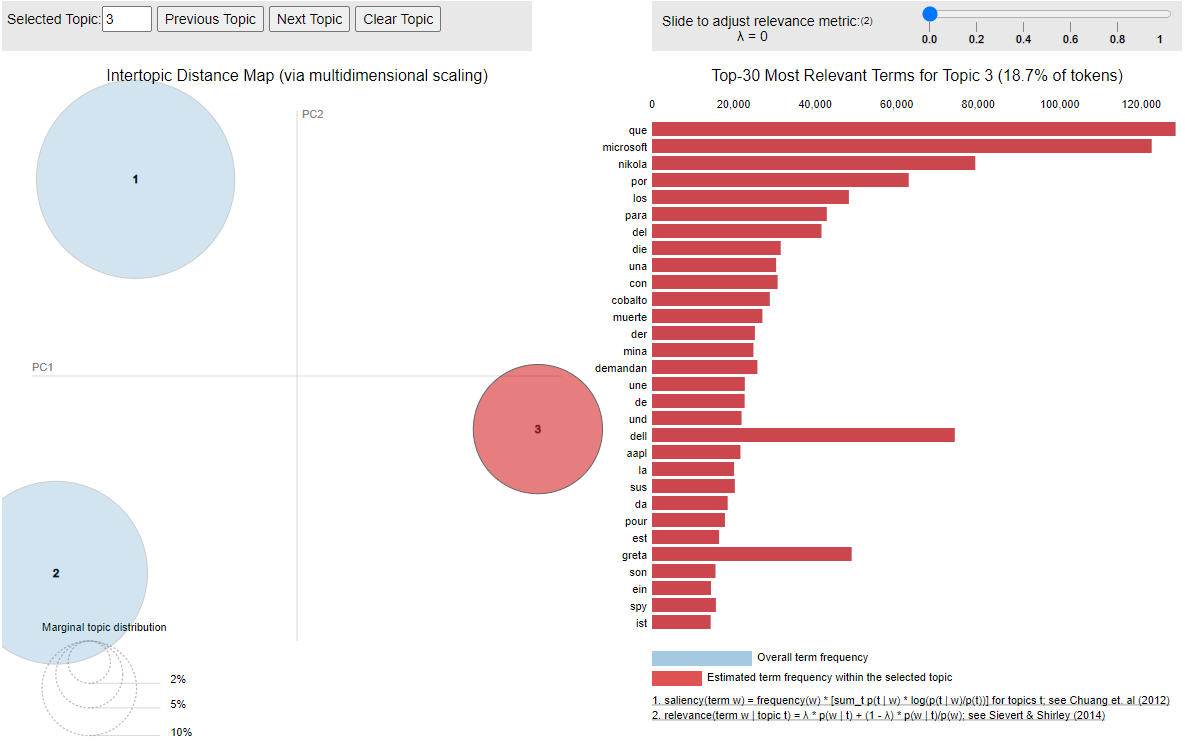 Selected Topic: 3 Previous Topic Next Topic Clear Topic
Slide to adjust relevance metric:(2)
λ = 0
0.0 0.2 0.4 0.6 0.8 1
Intertopic Distance Map (via multidimensional scaling)
PC2
1
PC1
3
2
Marginal topic distribution
2%
5%
10%
Top-30 Most Relevant Terms for Topic 3 (18.7% of tokens)
0 20,000 40,000 60,000 80,000 100,000 120,000
que
microsoft
nikola
por
los
para
del
die
una
con
cobalto
muerte
der
mina
demandan
une
de
und
dell
aapl
la
sus
da
pour
est
greta
son
ein
spy
ist
Overall term frequency
Estimated term frequency within the selected topic
1. saliency(term w) = frequency(w) * [sum_t p(t | w) * log(p(t | w)/p(t))] for topics t; see Chuang et. al (2012)
2. relevance(term w | topic t) = λ * p(w | t) + (1 - λ) * p(w | t)/p(w); see Sievert & Shirley (2014)